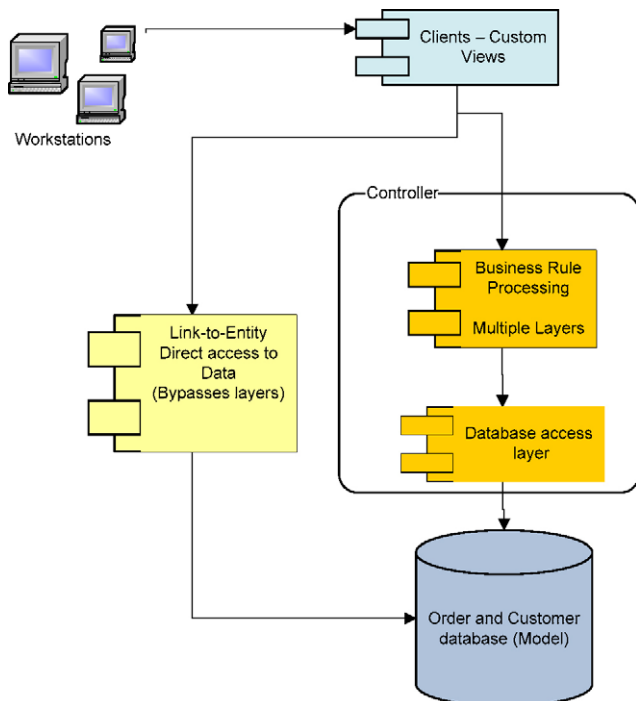 Clients – Custom
Views
Workstations
Controller
Business Rule
Processing
Multiple Layers
Link-to-Entity
Direct access to
Data
(Bypasses layers)
Database access
layer
Order and Customer
database (Model)